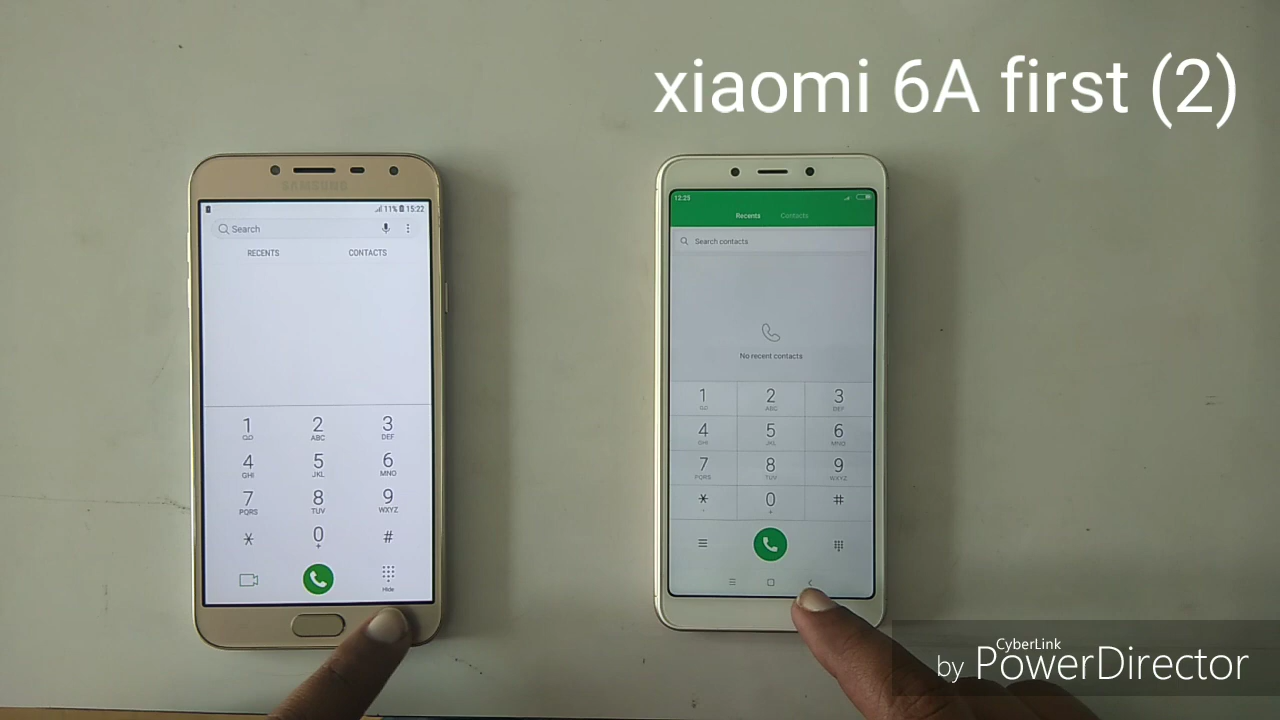 xiaomi 6A first (2)
SAMSUNG
11% 15:22
Search
RECENTS CONTACTS
1 2 3
ABC DEF
4 5 6
GHI JKL MNO
7 8 9
PQRS TUV WXYZ
* 0 #
+
Hide
12:25
Recents Contacts
Search contacts
No recent contacts
1 2 3
ABC DEF
4 5 6
GHI JKL MNO
7 8 9
PQRS TUV WXYZ
* 0 #
+
by CyberLink PowerDirector